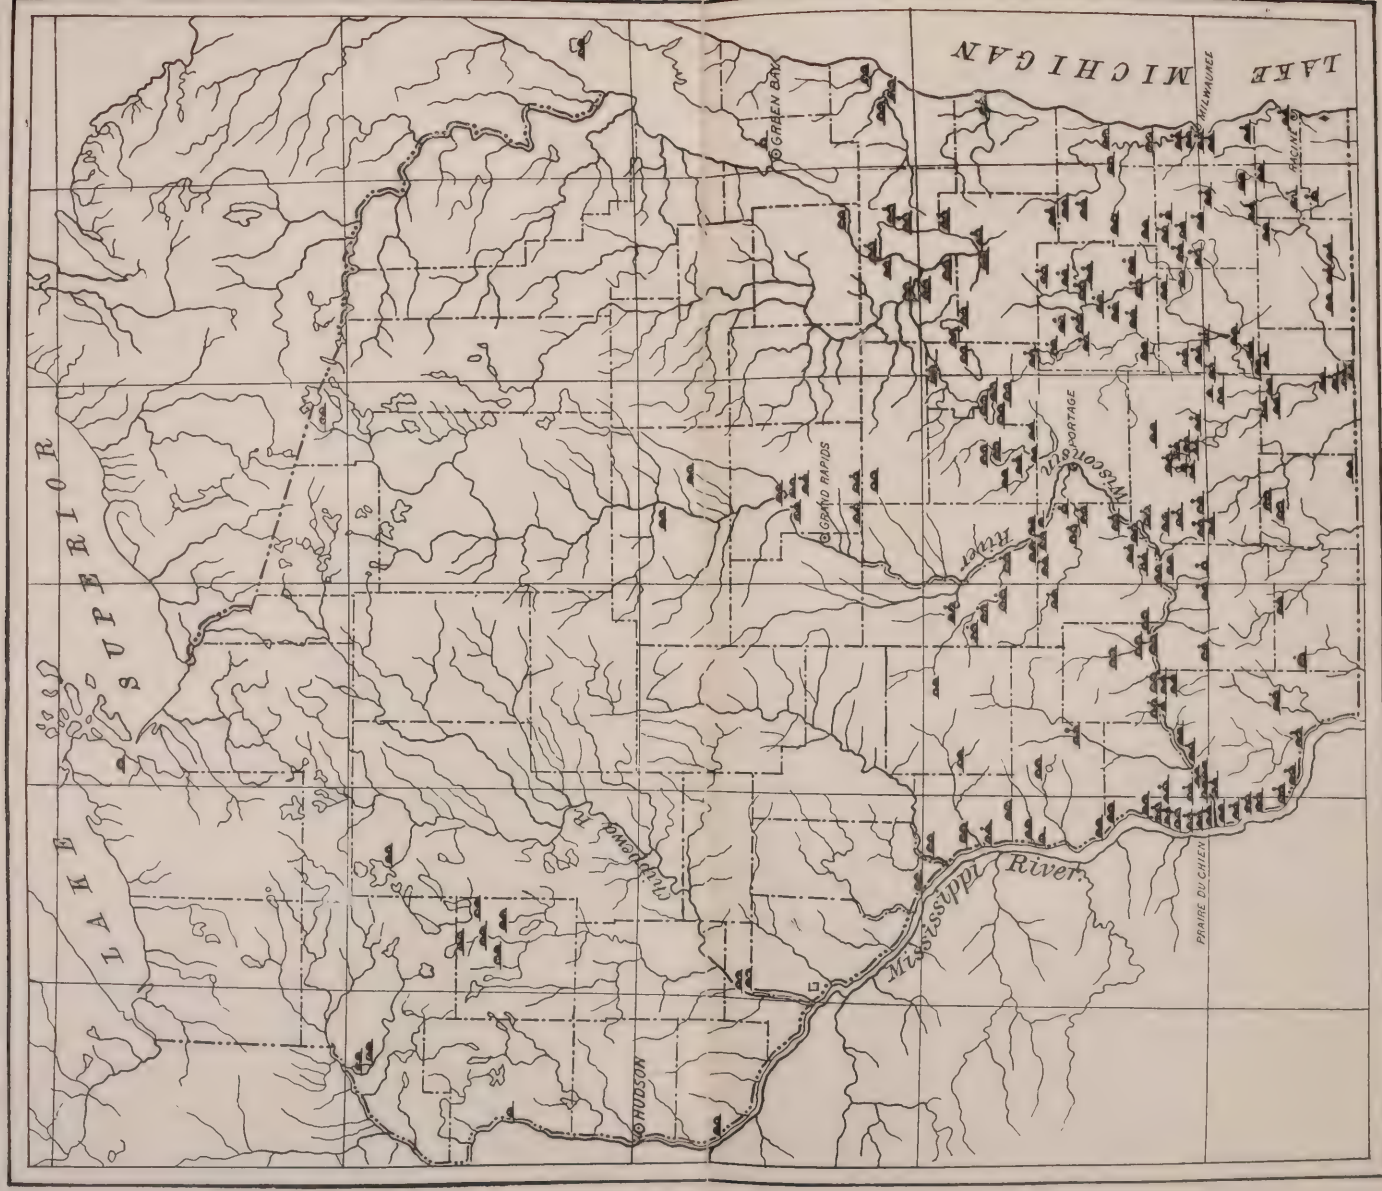 LAKE SUPERIOR
LAKE MICHIGAN
GREEN BAY
MILWAUKEE
RACINE
GRAND RAPIDS
PORTAGE
Wisconsin
River
Chippewa R.
Mississippi River.
PRAIRE DU CHIEN
HUDSON